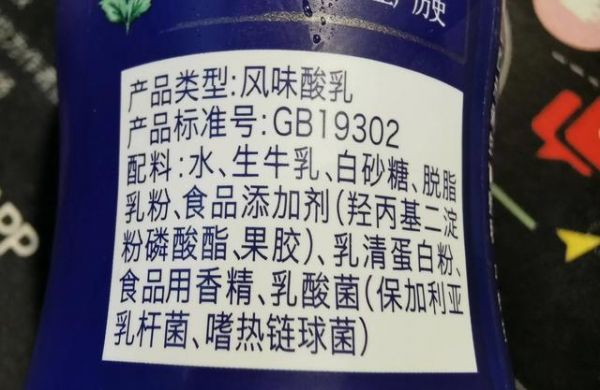 产品类型:风味酸乳
产品标准号:GB19302
配料:水、生牛乳、白砂糖、脱脂
乳粉、食品添加剂(羟丙基二淀
粉磷酸酯、果胶)、乳清蛋白粉、
食品用香精、乳酸菌(保加利亚
乳杆菌、嗜热链球菌)